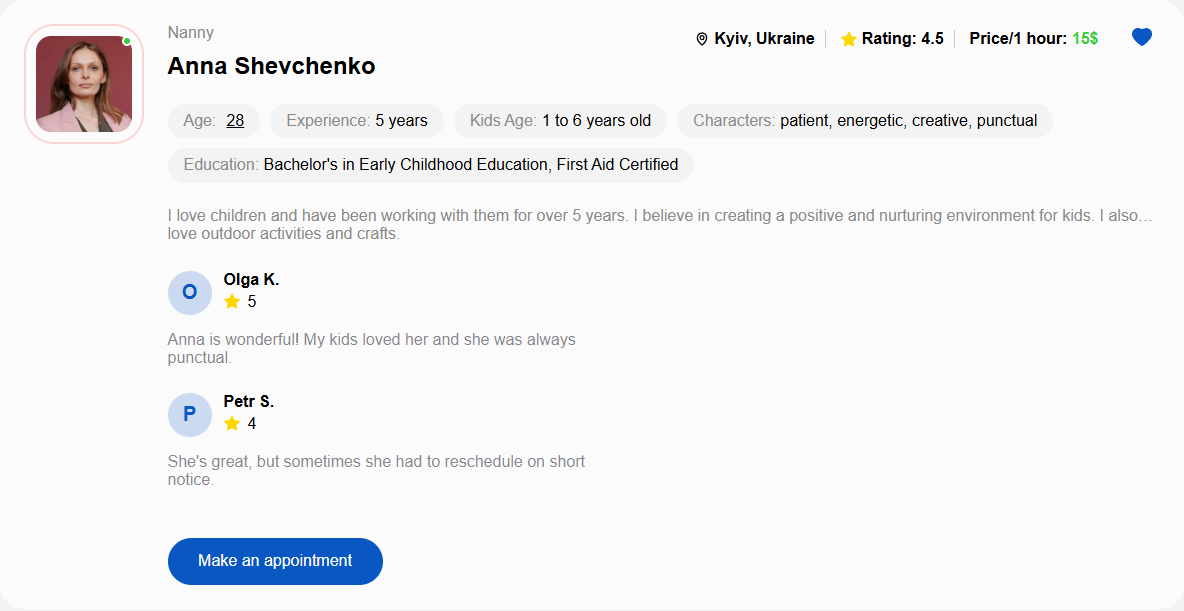 Nanny
Kyiv, Ukraine
Rating: 4.5
Price/1 hour: 15$
Anna Shevchenko
Age: 28
Experience: 5 years
Kids Age: 1 to 6 years old
Characters: patient, energetic, creative, punctual
Education: Bachelor's in Early Childhood Education, First Aid Certified
I love children and have been working with them for over 5 years. I believe in creating a positive and nurturing environment for kids. I also…
love outdoor activities and crafts.
O
Olga K.
5
Anna is wonderful! My kids loved her and she was always
punctual.
P
Petr S.
4
She's great, but sometimes she had to reschedule on short
notice.
Make an appointment